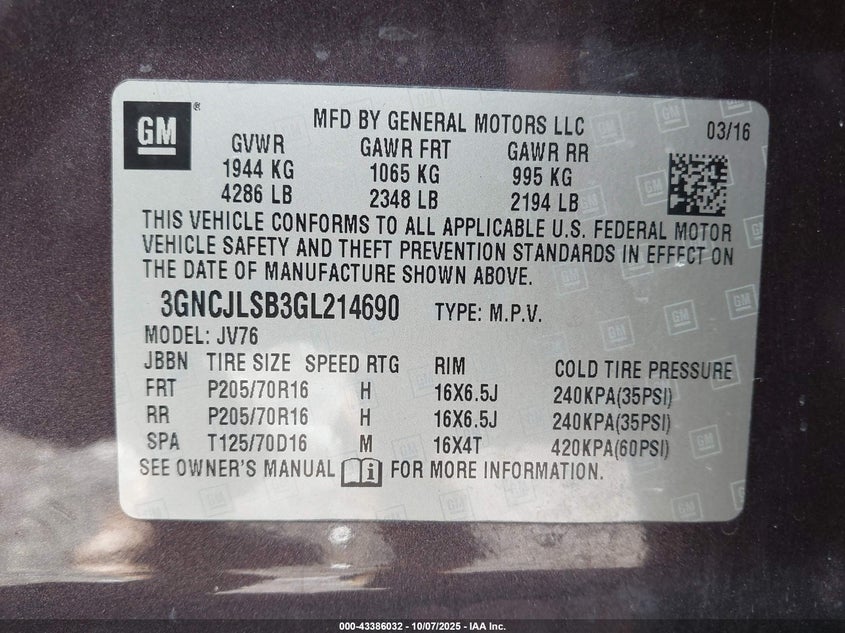 GM ®
MFD BY GENERAL MOTORS LLC 03/16
GVWR GAWR FRT GAWR RR
1944 KG 1065 KG 995 KG
4286 LB 2348 LB 2194 LB
THIS VEHICLE CONFORMS TO ALL APPLICABLE U.S. FEDERAL MOTOR
VEHICLE SAFETY AND THEFT PREVENTION STANDARDS IN EFFECT ON
THE DATE OF MANUFACTURE SHOWN ABOVE.
3GNCJLSB3GL214690 TYPE: M.P.V.
MODEL: JV76
JBBN TIRE SIZE SPEED RTG RIM COLD TIRE PRESSURE
FRT P205/70R16 H 16X6.5J 240KPA(35PSI)
RR P205/70R16 H 16X6.5J 240KPA(35PSI)
SPA T125/70D16 M 16X4T 420KPA(60PSI)
SEE OWNER'S MANUAL i FOR MORE INFORMATION.
000-43386032 - 10/07/2025 - IAA Inc.